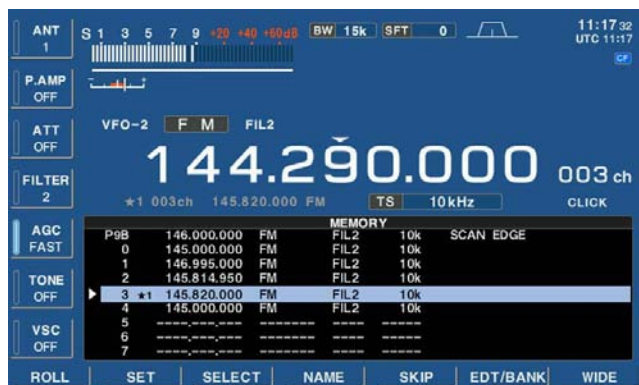 ANT
1
S 1 3 5 7 9 +20 +40 +60dB BW 15k SFT 0
11:17 32
UTC 11:17
CF
P.AMP
OFF
- +
ATT
OFF
VFO-2 F M FIL2
144.290.000 003 ch
FILTER
2
★1 003ch 145.820.000 FM TS 10kHz CLICK
AGC
FAST
MEMORY
P9B 146.000.000 FM FIL2 10k SCAN EDGE
0 145.000.000 FM FIL2 10k
1 146.995.000 FM FIL2 10k
TONE
OFF
2 145.814.950 FM FIL2 10k
3 ★1 145.820.000 FM FIL2 10k
4 145.000.000 FM FIL2 10k
VSC
OFF
5 ---.---.--- ------- ---- -----
6 ---.---.--- ------- ---- -----
7 ---.---.--- ------- ---- -----
ROLL SET SELECT NAME SKIP EDT/BANK WIDE